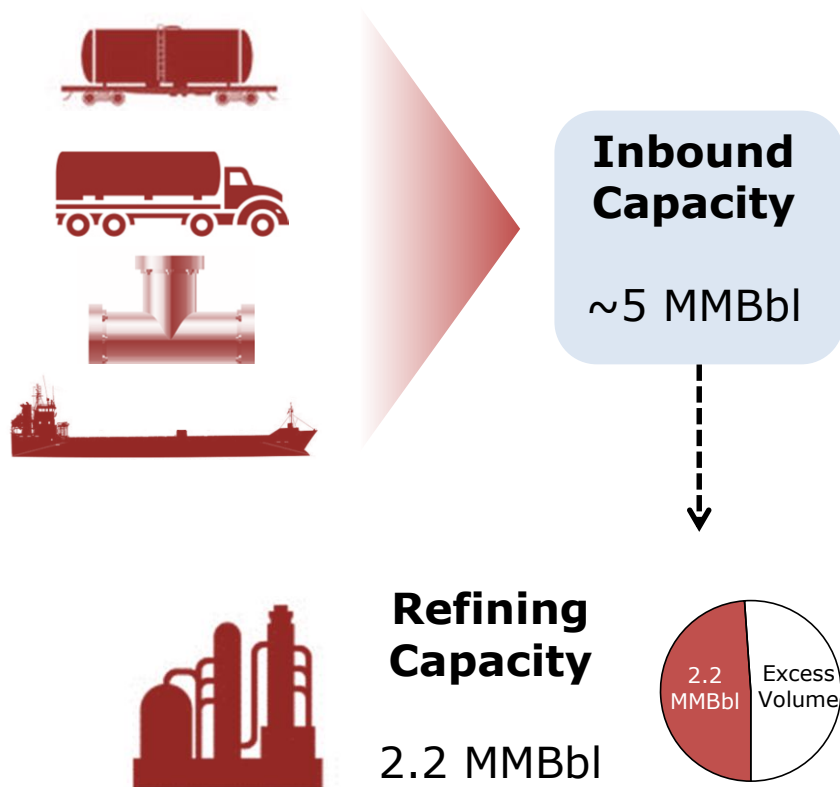 Inbound
Capacity
~5 MMBbl
Refining
Capacity
2.2 MMBbl
2.2
MMBbl
Excess
Volume